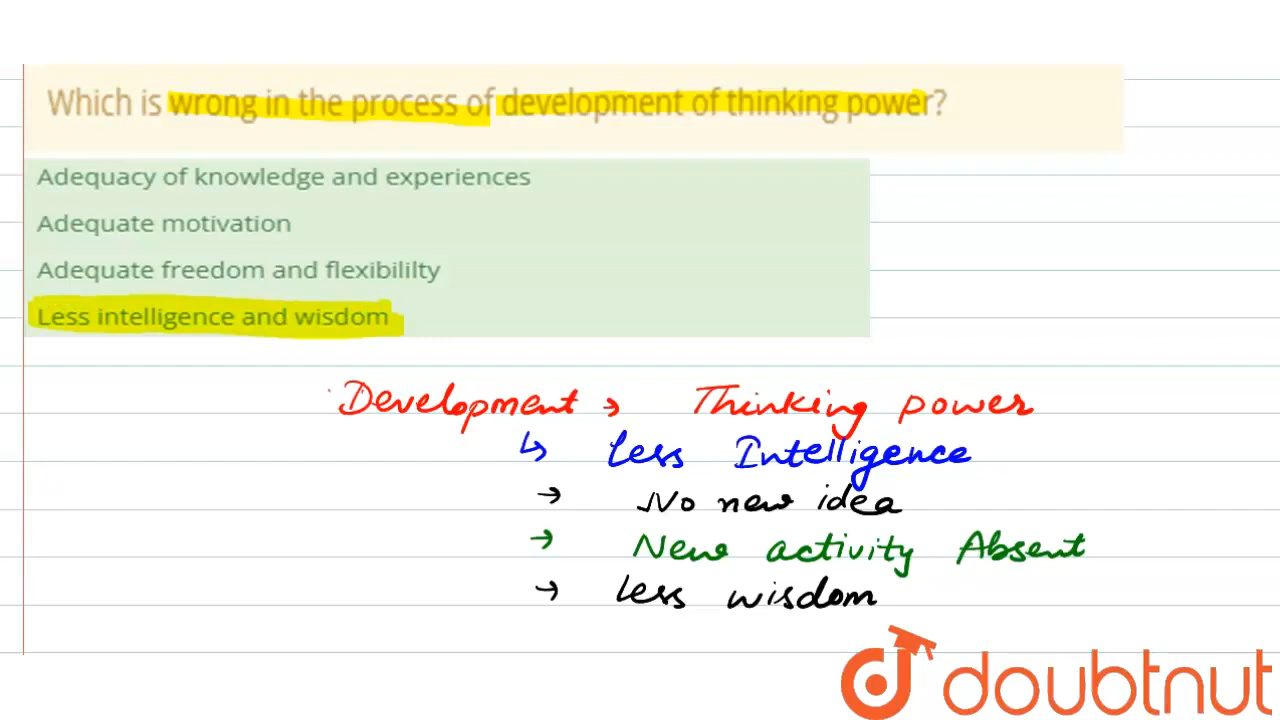 Which is wrong in the process of development of thinking power?
Adequacy of knowledge and experiences
Adequate motivation
Adequate freedom and flexibililty
Less intelligence and wisdom
Development → Thinking power
↳ less Intelligence
→ No new idea
→ New activity Absent
→ less wisdom
doubtnut